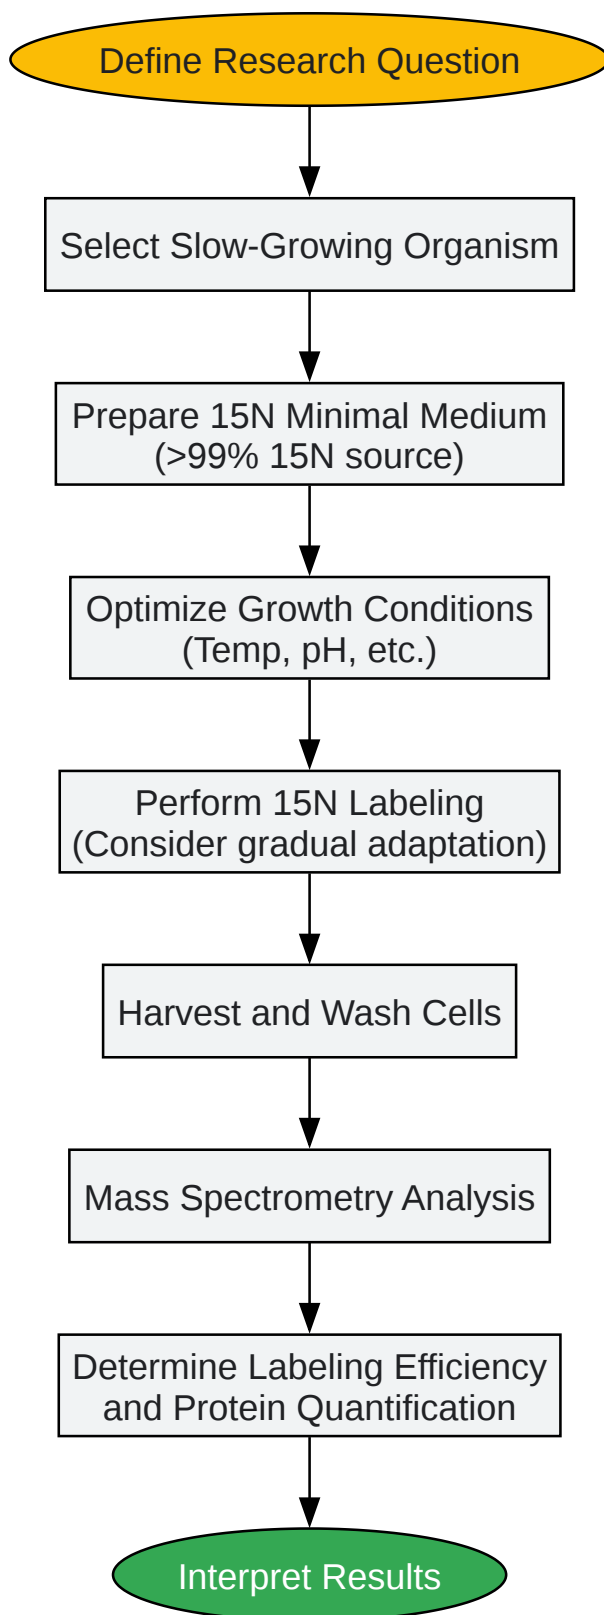 Define Research Question
Select Slow-Growing Organism
Prepare 15N Minimal Medium
(>99% 15N source)
Optimize Growth Conditions
(Temp, pH, etc.)
Perform 15N Labeling
(Consider gradual adaptation)
Harvest and Wash Cells
Mass Spectrometry Analysis
Determine Labeling Efficiency
and Protein Quantification
Interpret Results